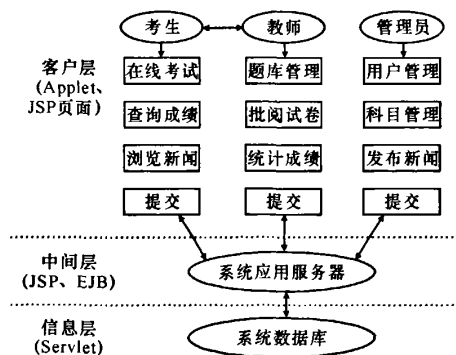 考生 教师 管理员
客户层
(Applet、
JSP页面)
在线考试 题库管理 用户管理
查询成绩 批阅试卷 科目管理
浏览新闻 统计成绩 发布新闻
提交 提交 提交
中间层
(JSP、EJB)
系统应用服务器
信息层
(Servlet)
系统数据库